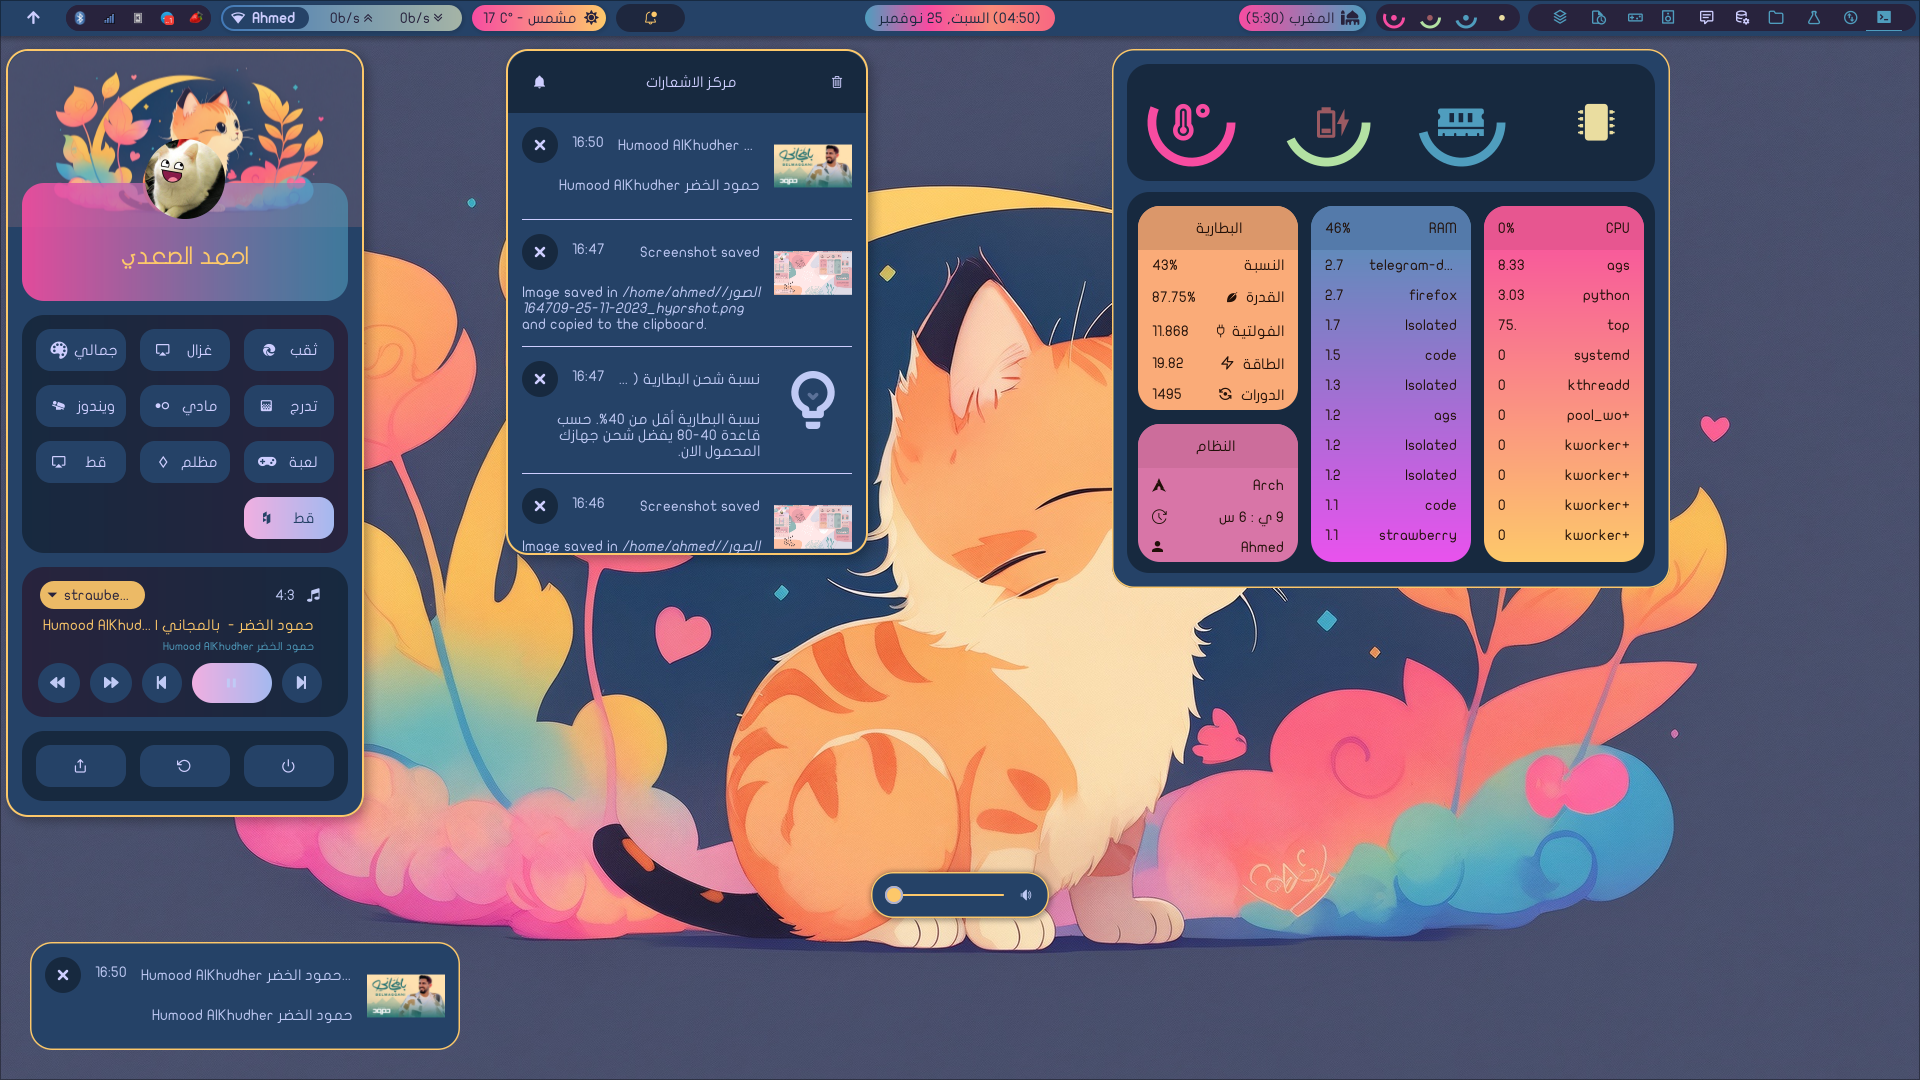 Ahmed
0b/s
0b/s
17 C° - مشمس
(04:50) السبت, 25 نوفمبر
المغرب (5:30)
احمد الصعدي
ثقب
غزال
جمالي
تدرج
مادي
ويندوز
لعبة
مظلم
قط
قط
strawbe...
4:3
حمود الخضر - بالمجاني | Humood AlKhud...
حمود الخضر Humood AlKhudher
مركز الاشعارات
16:50
Humood AlKhudher ...
حمود الخضر Humood AlKhudher
16:47
Screenshot saved
Image saved in /home/ahmed//الصور
164709-25-11-2023_hyprshot.png
and copied to the clipboard.
16:47
نسبة شحن البطارية ( ...
نسبة البطارية أقل من 40%. حسب
قاعدة 40-80 يفضل شحن جهازك
المحمول الان.
16:46
Screenshot saved
Image saved in /home/ahmed//الصور
البطارية
النسبة 43%
القدرة 87.75%
الفولتية 11.868
الطاقة 19.82
الدورات 1495
النظام
Arch
9 ي : 6 س
Ahmed
46% RAM
2.7 telegram-d...
2.7 firefox
1.7 Isolated
1.5 code
1.3 Isolated
1.2 ags
1.2 Isolated
1.2 Isolated
1.1 code
1.1 strawberry
0% CPU
8.33 ags
3.03 python
75. top
0 systemd
0 kthreadd
0 pool_wo+
0 kworker+
0 kworker+
0 kworker+
0 kworker+
16:50
حمود الخضر Humood AlKhudher...
حمود الخضر Humood AlKhudher